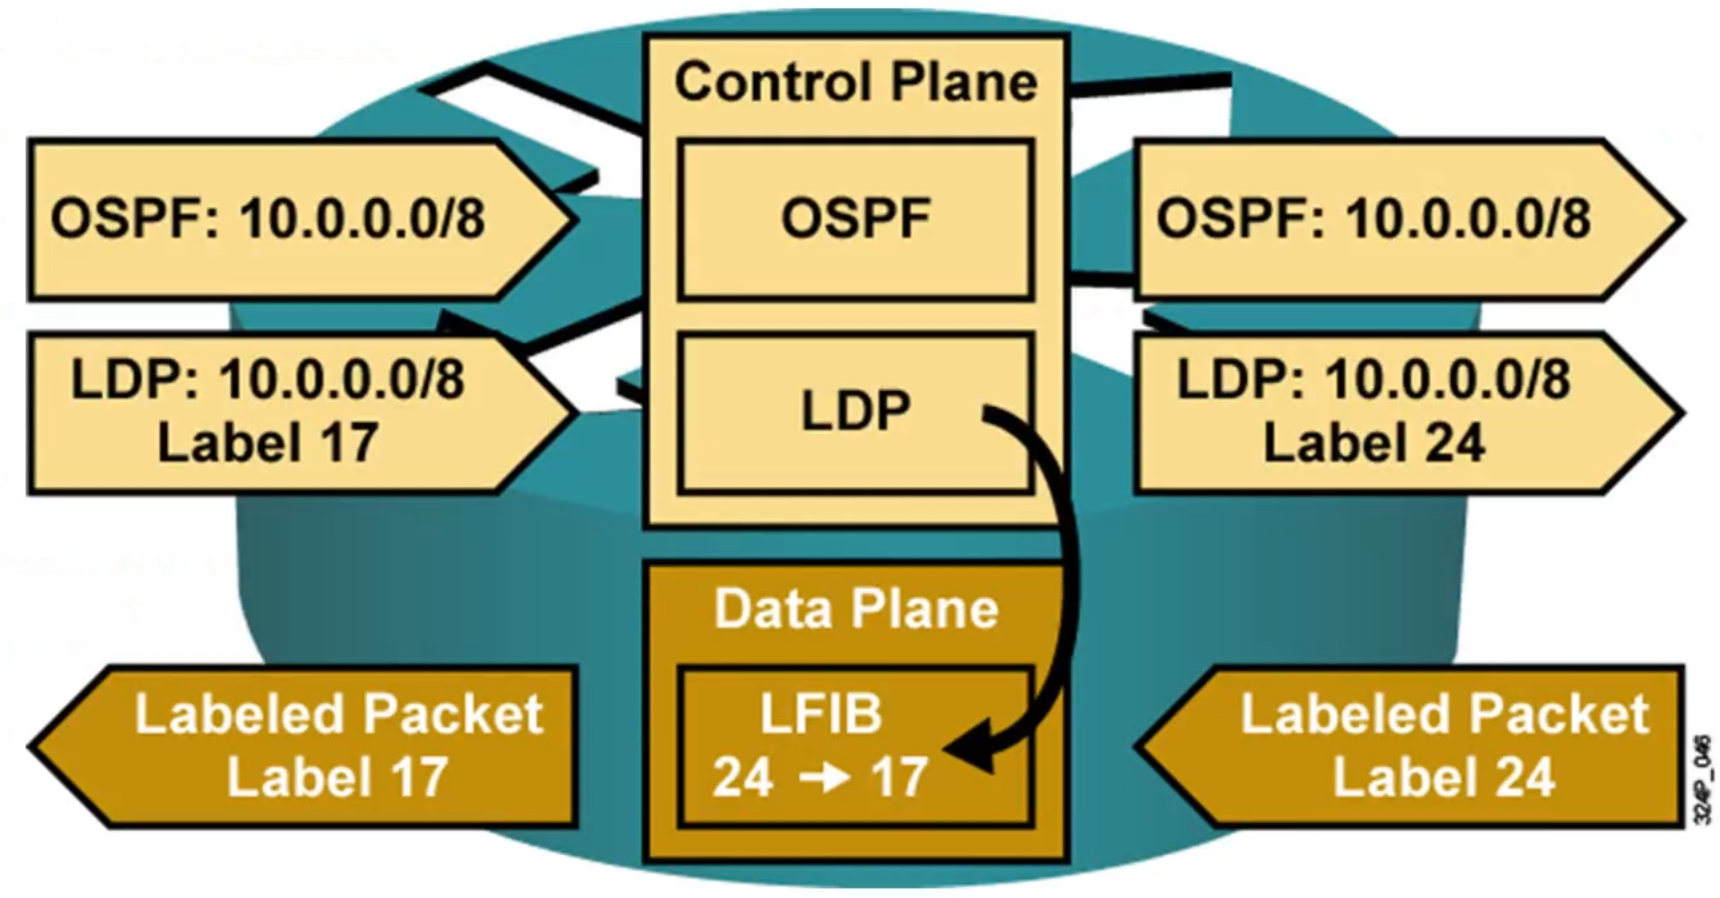 Control Plane
OSPF: 10.0.0.0/8
OSPF
OSPF: 10.0.0.0/8
LDP: 10.0.0.0/8
Label 17
LDP
LDP: 10.0.0.0/8
Label 24
Data Plane
Labeled Packet
Label 17
LFIB
24 → 17
Labeled Packet
Label 24
324P_046